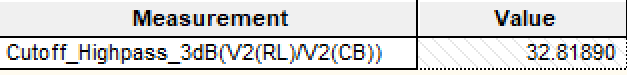 Measurement Value
Cutoff_Highpass_3dB(V2(RL)/V2(CB)) 32.81890